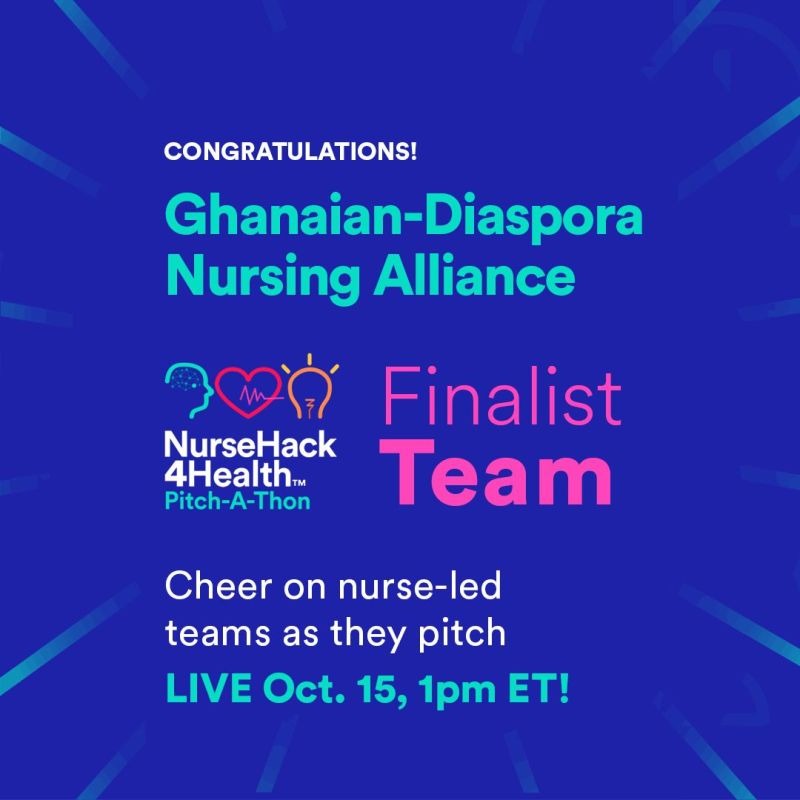 CONGRATULATIONS!
Ghanaian-Diaspora
Nursing Alliance
NurseHack
4Health™
Pitch-A-Thon
Finalist
Team
Cheer on nurse-led
teams as they pitch
LIVE Oct. 15, 1pm ET!